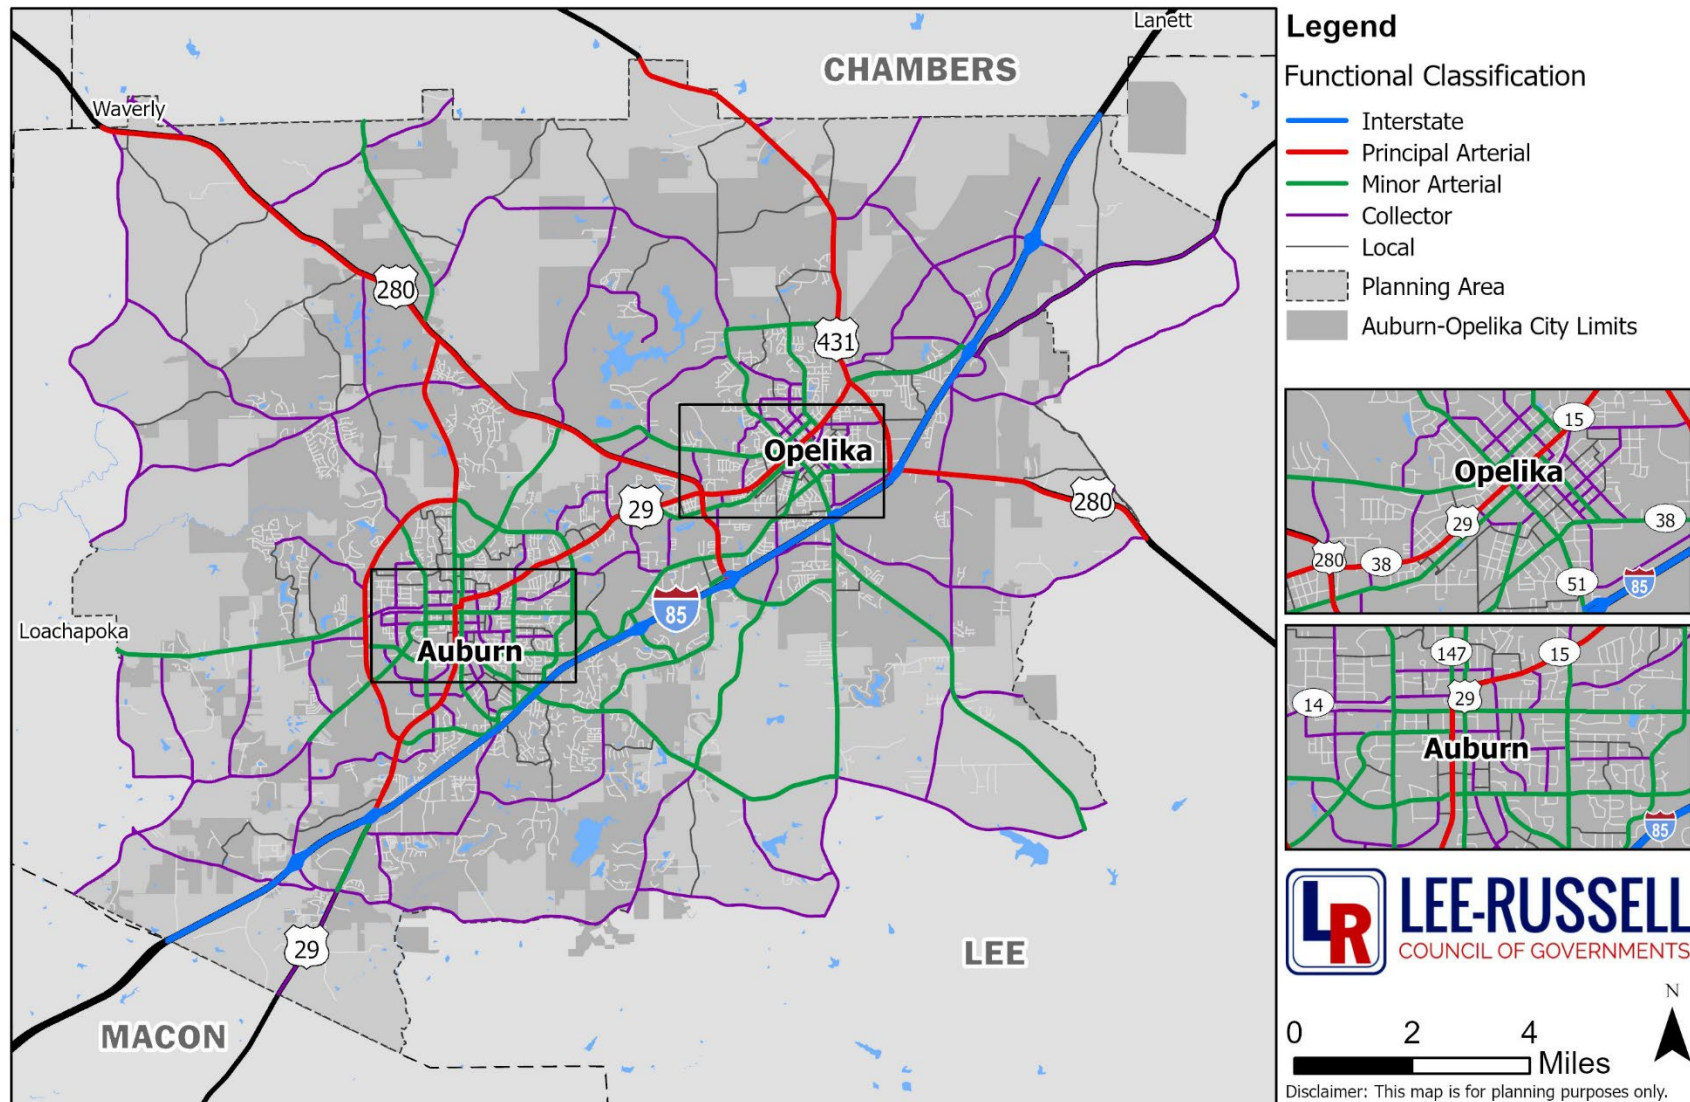 Lanett
CHAMBERS
Waverly
280
431
Opelika
29
280
85
Loachapoka
Auburn
29
LEE
MACON
Legend
Functional Classification
Interstate
Principal Arterial
Minor Arterial
Collector
Local
Planning Area
Auburn-Opelika City Limits
15
Opelika
29
38
280
38
51
85
147
15
29
14
Auburn
85
LR
LEE-RUSSELL
COUNCIL OF GOVERNMENTS
N
0 2 4
Miles
Disclaimer: This map is for planning purposes only.